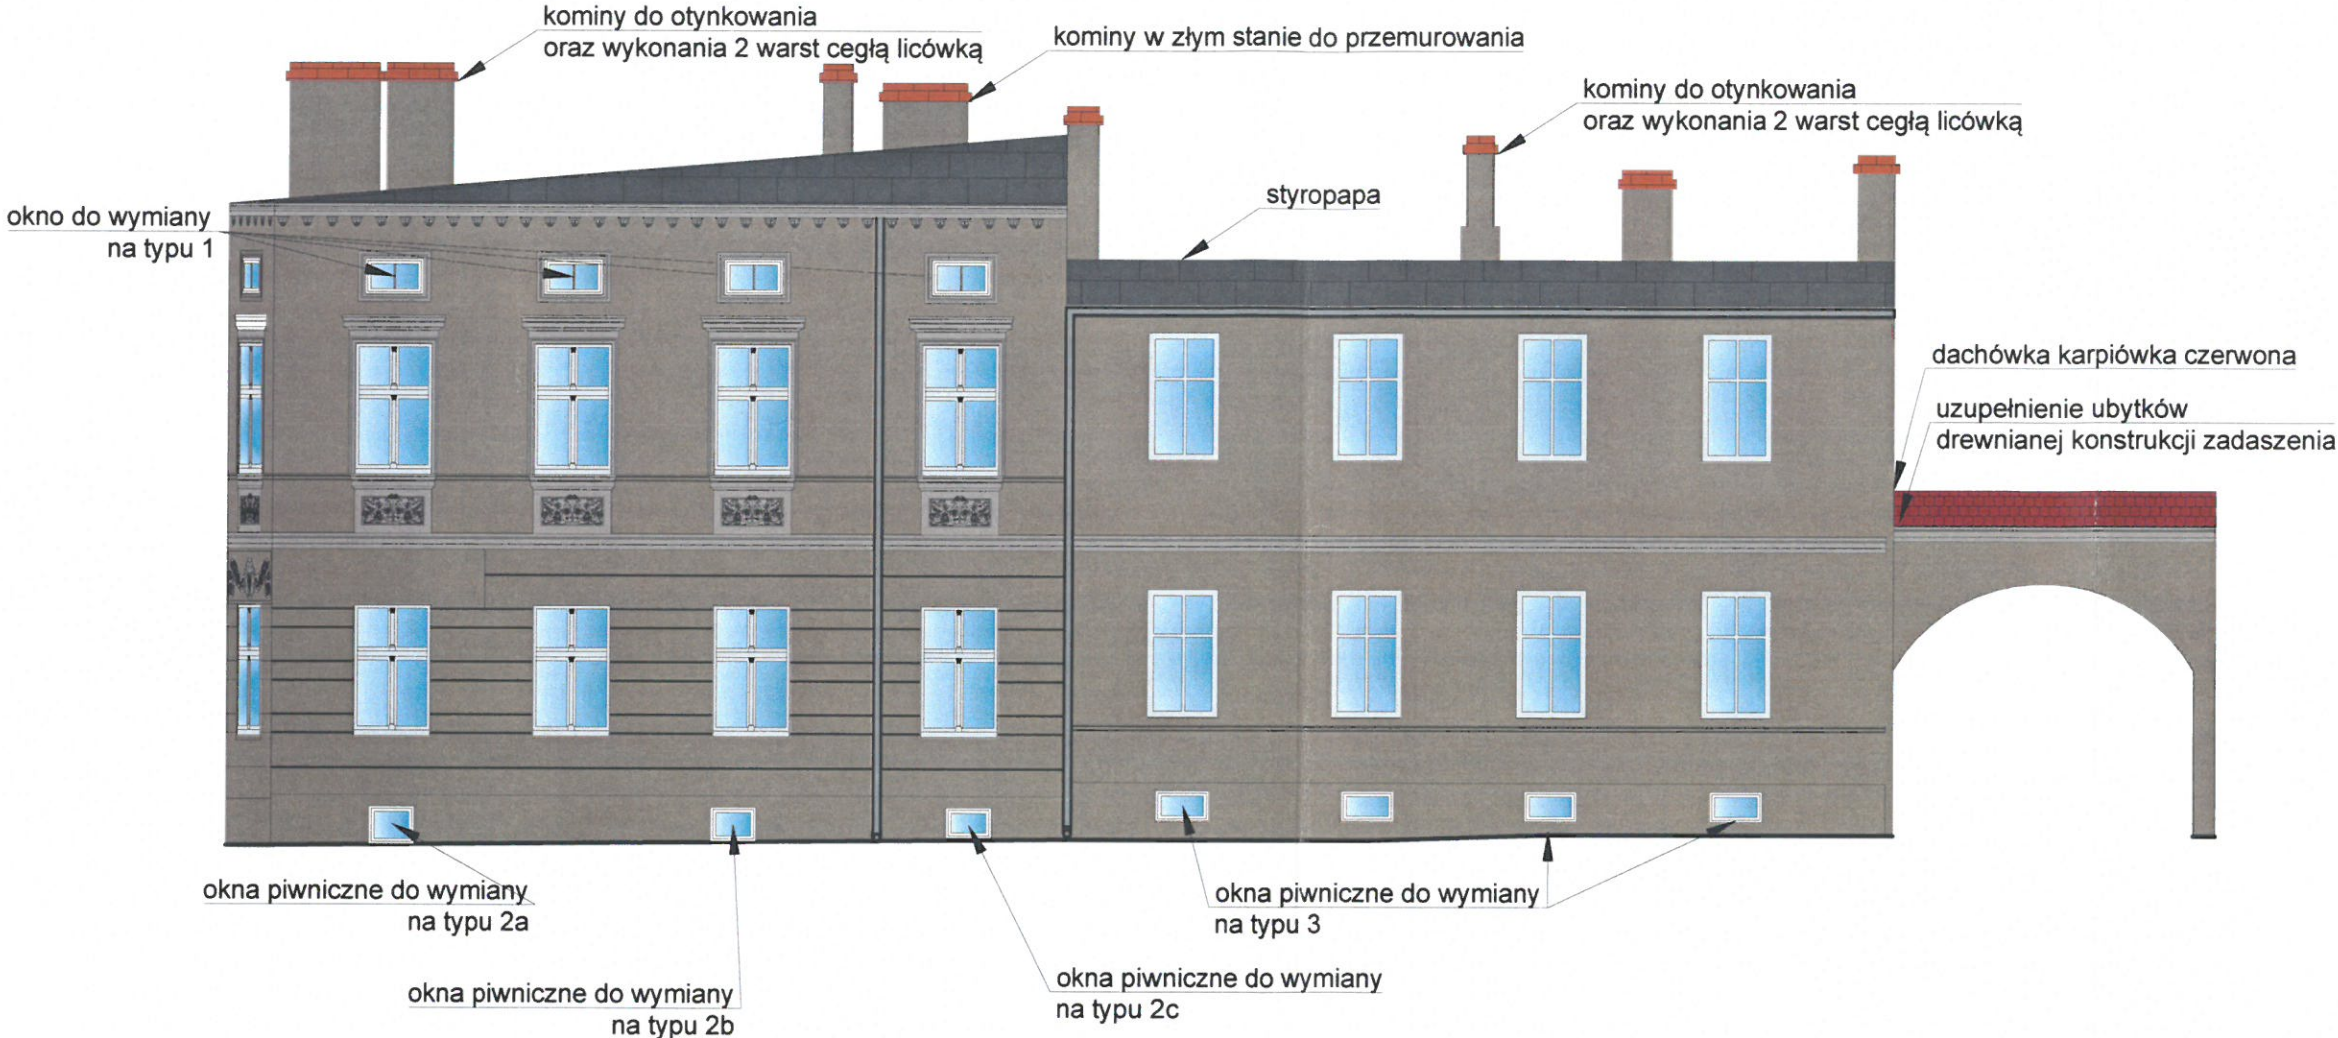 kominy do otynkowania
oraz wykonania 2 warst cegłą licówką
kominy w złym stanie do przemurowania
kominy do otynkowania
oraz wykonania 2 warst cegłą licówką
styropapa
okno do wymiany
na typu 1
dachówka karpiówka czerwona
uzupełnienie ubytków
drewnianej konstrukcji zadaszenia
okna piwniczne do wymiany
na typu 2a
okna piwniczne do wymiany
na typu 3
okna piwniczne do wymiany
na typu 2b
okna piwniczne do wymiany
na typu 2c